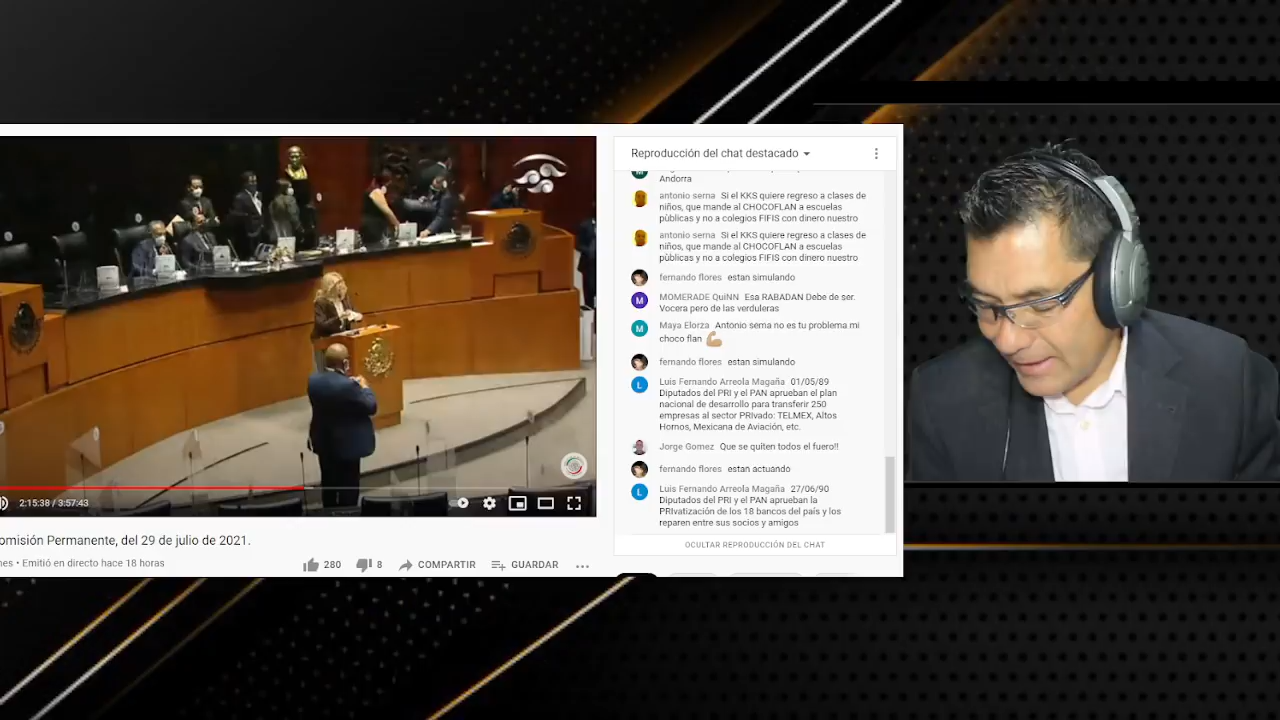 Reproducción del chat destacado
Andorra
antonio serna Si el KKS quiere regreso a clases de
niños, que mande al CHOCOFLAN a escuelas
pùblicas y no a colegios FIFIS con dinero nuestro
antonio serna Si el KKS quiere regreso a clases de
niños, que mande al CHOCOFLAN a escuelas
pùblicas y no a colegios FIFIS con dinero nuestro
fernando flores estan simulando
M MOMERADE QuiNN Esa RABADAN Debe de ser.
Vocera pero de las verduleras
M Maya Elorza Antonio serna no es tu problema mi
choco flan
fernando flores estan simulando
L Luis Fernando Arreola Magaña 01/05/89
Diputados del PRI y el PAN aprueban el plan
nacional de desarrollo para transferir 250
empresas al sector PRIvado: TELMEX, Altos
Hornos, Mexicana de Aviación, etc.
Jorge Gomez Que se quiten todos el fuero!!
fernando flores estan actuando
L Luis Fernando Arreola Magaña 27/06/90
Diputados del PRI y el PAN aprueban la
PRIvatización de los 18 bancos del país y los
reparen entre sus socios y amigos
OCULTAR REPRODUCCIÓN DEL CHAT
2:15:38 / 3:57:43
omisión Permanente, del 29 de julio de 2021.
nes • Emitió en directo hace 18 horas
280 8 COMPARTIR GUARDAR